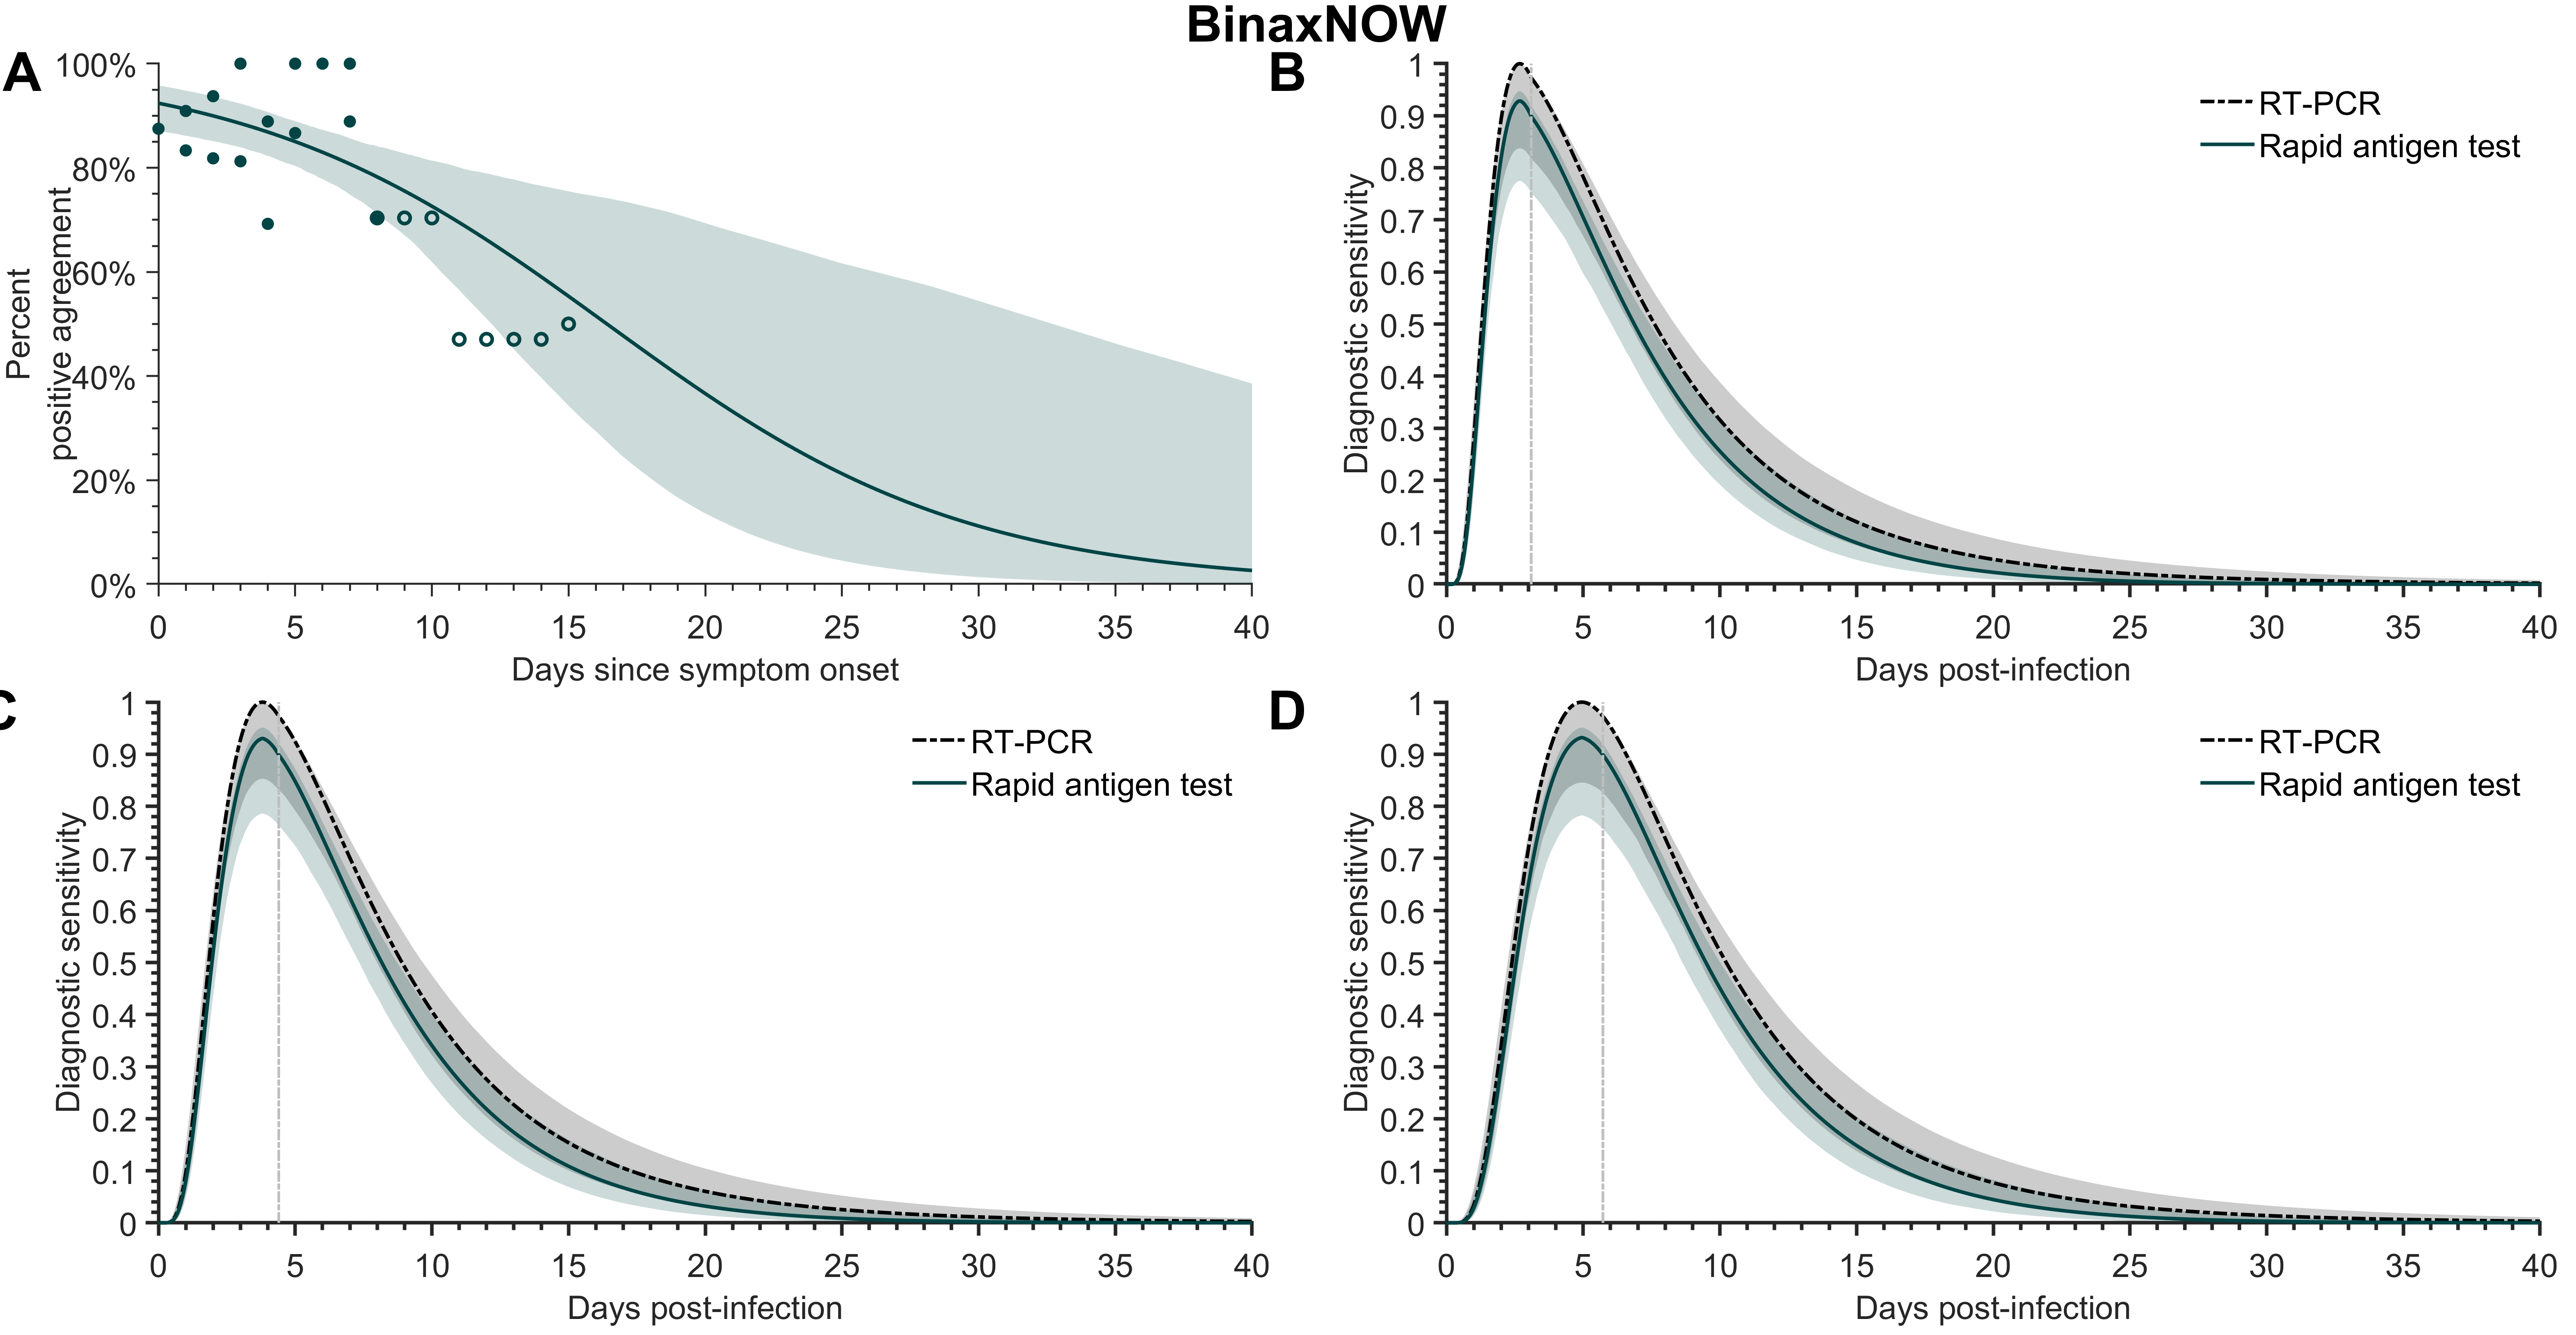 BinaxNOW
A
100%
80%
60%
40%
20%
0%
Percent
positive agreement
0 5 10 15 20 25 30 35 40
Days since symptom onset
B
1
0.9
0.8
0.7
0.6
0.5
0.4
0.3
0.2
0.1
0
Diagnostic sensitivity
RT-PCR
Rapid antigen test
0 5 10 15 20 25 30 35 40
Days post-infection
C
1
0.9
0.8
0.7
0.6
0.5
0.4
0.3
0.2
0.1
0
Diagnostic sensitivity
RT-PCR
Rapid antigen test
0 5 10 15 20 25 30 35 40
Days post-infection
D
1
0.9
0.8
0.7
0.6
0.5
0.4
0.3
0.2
0.1
0
Diagnostic sensitivity
RT-PCR
Rapid antigen test
0 5 10 15 20 25 30 35 40
Days post-infection